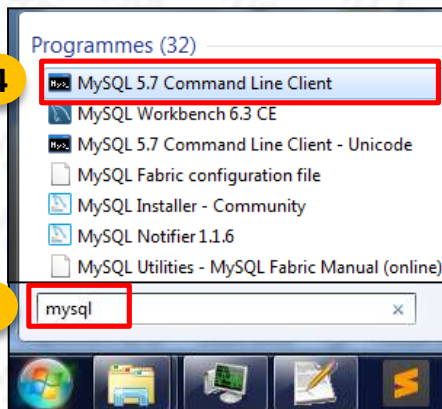 Programmes (32)
4
MySQL 5.7 Command Line Client
MySQL Workbench 6.3 CE
MySQL 5.7 Command Line Client - Unicode
MySQL Fabric configuration file
MySQL Installer - Community
MySQL Notifier 1.1.6
MySQL Utilities - MySQL Fabric Manual (online)
mysql